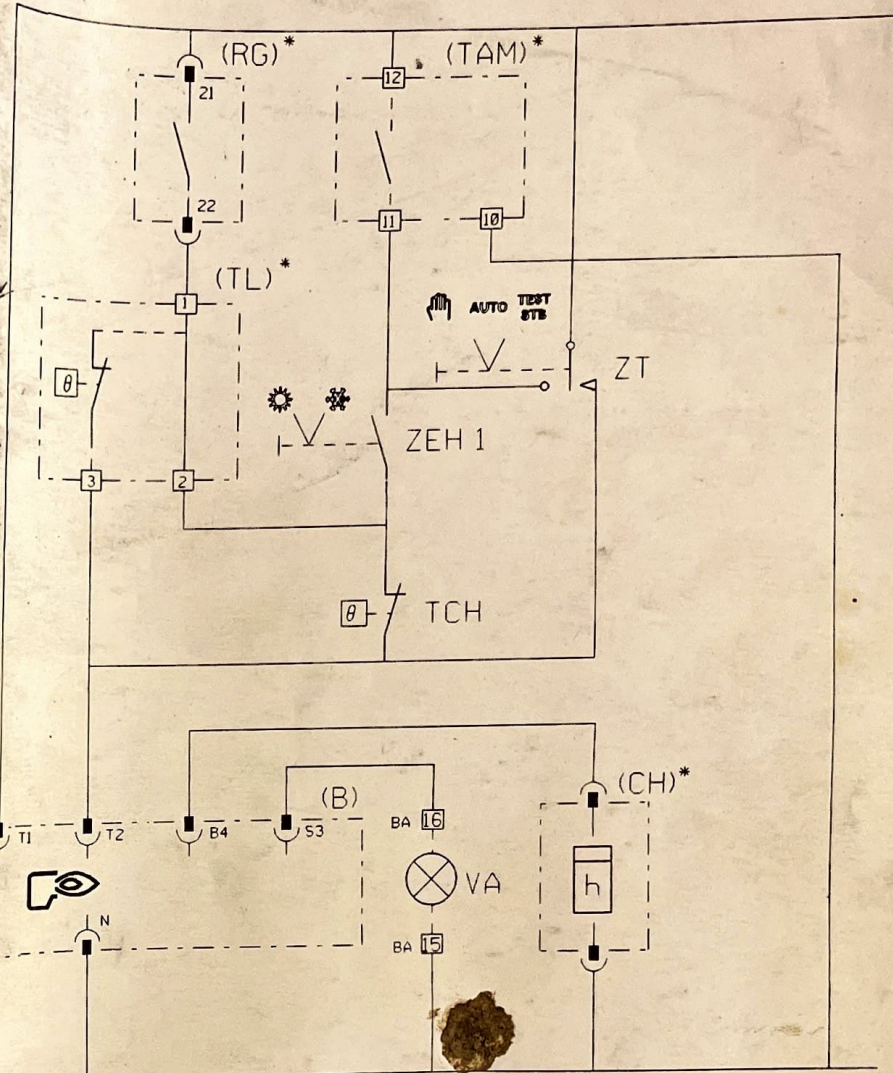 (RG)*
(TAM)*
21
12
22
11
10
(TL)*
1
AUTO TEST STB
θ
ZT
ZEH 1
3
2
θ
TCH
(B)
(CH)*
T1
T2
B4
S3
BA 16
h
VA
N
BA 15